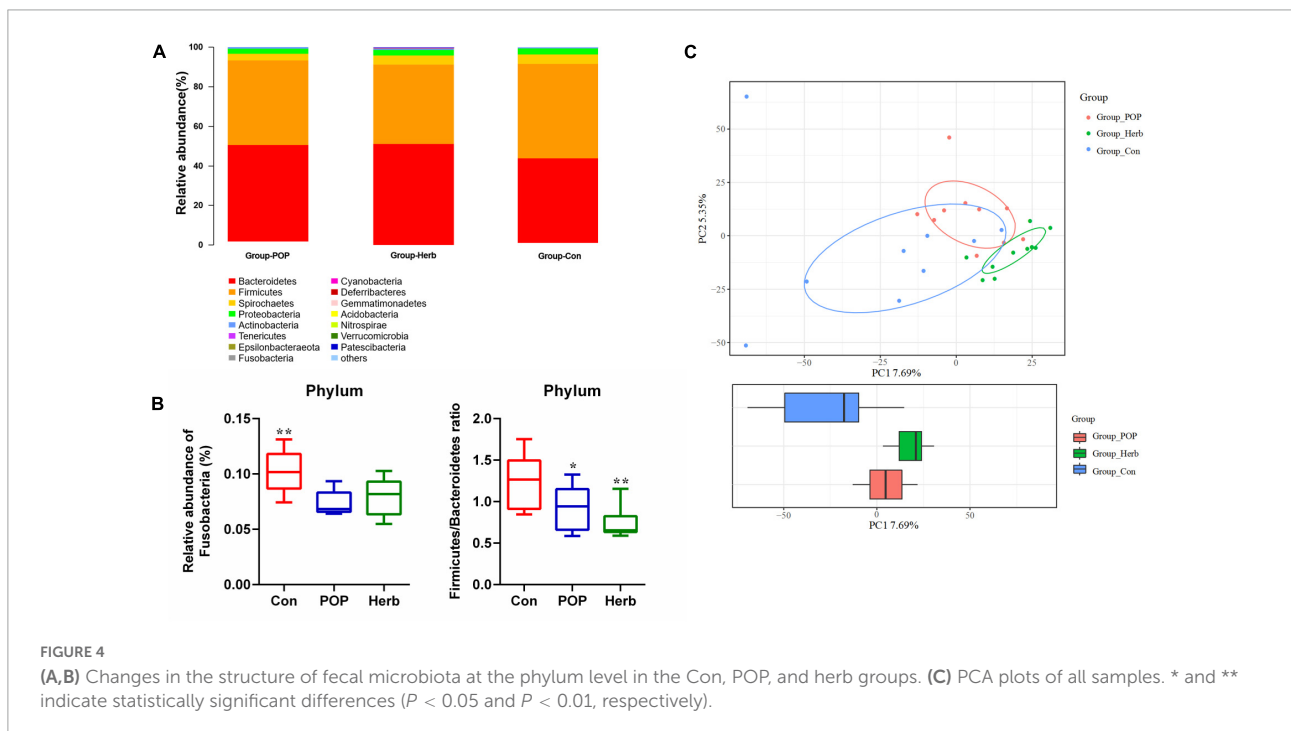 A
Relative abundance(%)
100
80
60
40
20
0
Group-POP
Group-Herb
Group-Con
Bacteroidetes
Firmicutes
Spirochaetes
Proteobacteria
Actinobacteria
Tenericutes
Epsilonbacteraeota
Fusobacteria
Cyanobacteria
Deferribacteres
Gemmatimonadetes
Acidobacteria
Nitrospirae
Verrucomicrobia
Patescibacteria
others
B
Phylum
Relative abundance of
Fusobacteria (%)
0.15
0.10
0.05
0.00
**
Con POP Herb
Phylum
Firmicutes/Bacteroidetes ratio
2.0
1.5
1.0
0.5
0.0
*
**
Con POP Herb
C
PC2 5.35%
50
25
0
−25
−50
−50 −25 0 25
PC1 7.69%
Group
Group_POP
Group_Herb
Group_Con
−50 0 50
PC1 7.69%
Group
Group_POP
Group_Herb
Group_Con
FIGURE 4
(A,B) Changes in the structure of fecal microbiota at the phylum level in the Con, POP, and herb groups. (C) PCA plots of all samples. * and **
indicate statistically significant differences (P < 0.05 and P < 0.01, respectively).